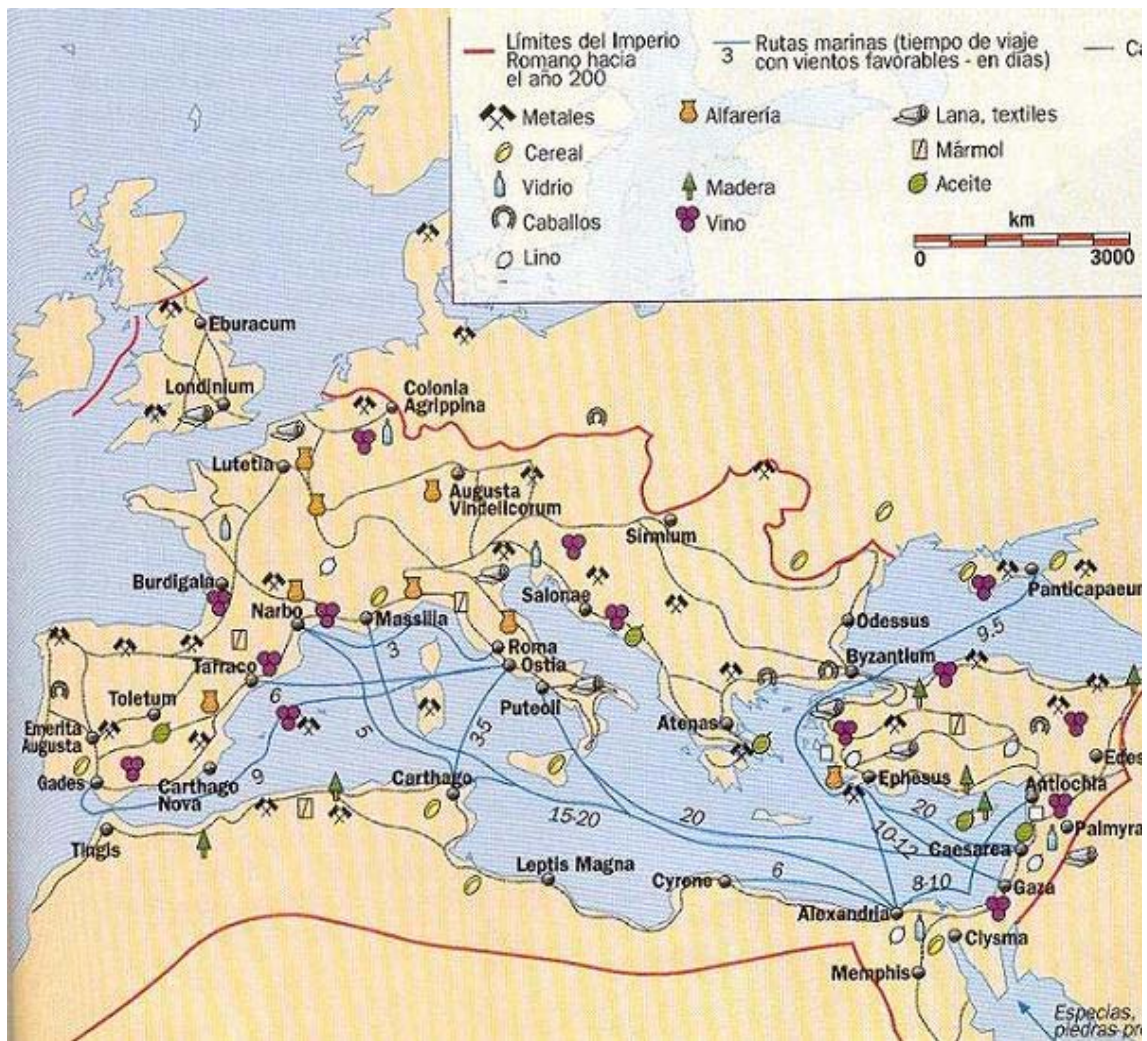 Límites del Imperio
Romano hacia
el año 200
3 Rutas marinas (tiempo de viaje
con vientos favorables - en días)
Ca
Metales
Alfarería
Lana, textiles
Cereal
Mármol
Vidrio
Madera
Aceite
Caballos
Vino
Lino
km
0 3000
Eburacum
Londinium
Colonia
Agrippina
Lutetia
Augusta
Vindelicorum
Sirmium
Burdigala
Salonae
Panticapaeum
Narbo
Massilia
Odessus
9.5
3
Roma
Ostia
Byzantium
Tarraco
6
Toletum
Puteoli
Atenas
Emerita
Augusta
5
3-5
Edes
Gades
Carthago
Nova
9
Carthago
Ephesus
Antiochia
20
15-20
20
10-12
Palmyra
Tingis
Caesarea
Leptis Magna
Cyrene
6
8-10
Gaza
Alexandria
Clysma
Memphis
Especias,
piedras pre